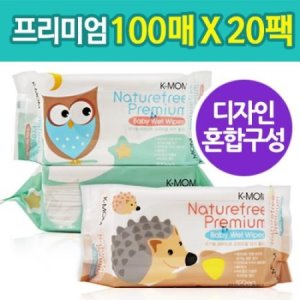 프리미엄100매 X 20팩
디자인
혼합구성
K-MOM
Naturefree
Premium
Baby Wet Wipes
K-MOM
Naturefree
Premium
Baby Wet Wipes